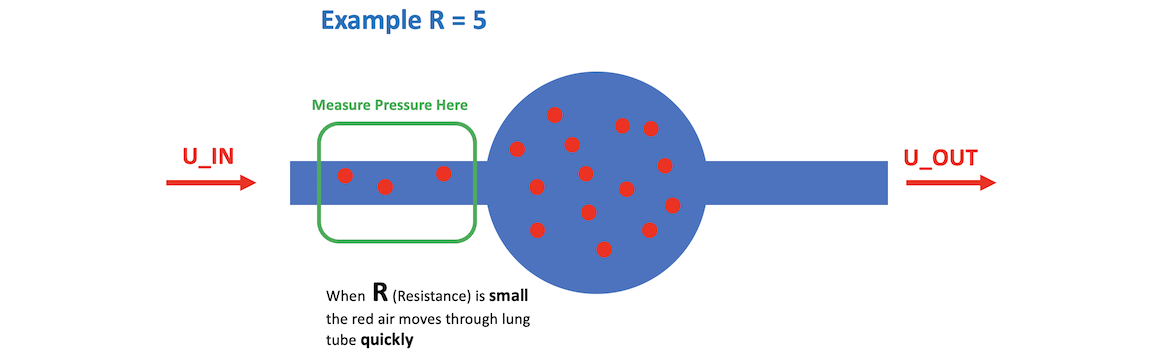 Example R = 5
Measure Pressure Here
U_IN
U_OUT
When R (Resistance) is small
the red air moves through lung
tube quickly